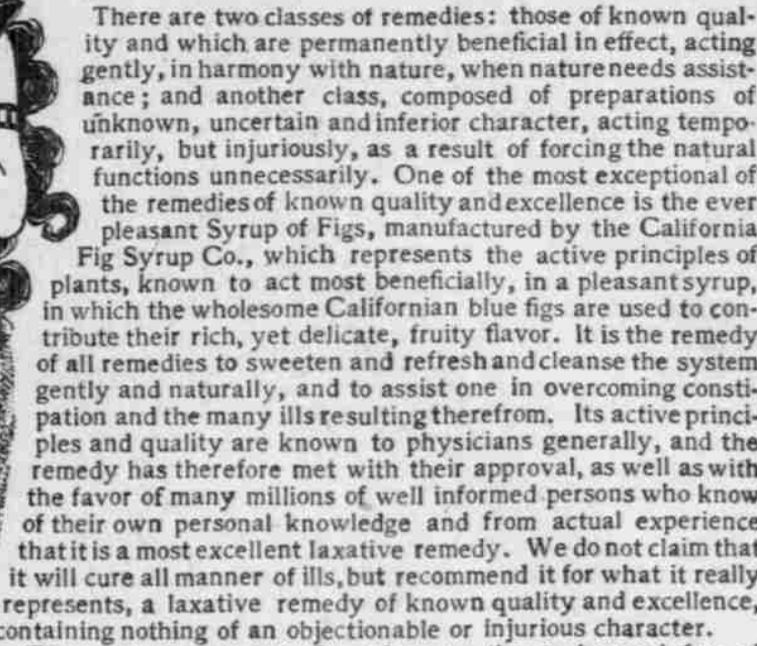 There are two classes of remedies: those of known qual-
ity and which are permanently beneficial in effect, acting
gently, in harmony with nature, when nature needs assist-
ance; and another class, composed of preparations of
unknown, uncertain and inferior character, acting tempo-
rarily, but injuriously, as a result of forcing the natural
functions unnecessarily. One of the most exceptional of
the remedies of known quality and excellence is the ever
pleasant Syrup of Figs, manufactured by the California
Fig Syrup Co., which represents the active principles of
plants, known to act most beneficially, in a pleasant syrup,
in which the wholesome Californian blue figs are used to con-
tribute their rich, yet delicate, fruity flavor. It is the remedy
of all remedies to sweeten and refresh and cleanse the system
gently and naturally, and to assist one in overcoming consti-
pation and the many ills resulting therefrom. Its active princi-
ples and quality are known to physicians generally, and the
remedy has therefore met with their approval, as well as with
the favor of many millions of well informed persons who know
of their own personal knowledge and from actual experience
that it is a most excellent laxative remedy. We do not claim that
it will cure all manner of ills, but recommend it for what it really
represents, a laxative remedy of known quality and excellence,
containing nothing of an objectionable or injurious character.